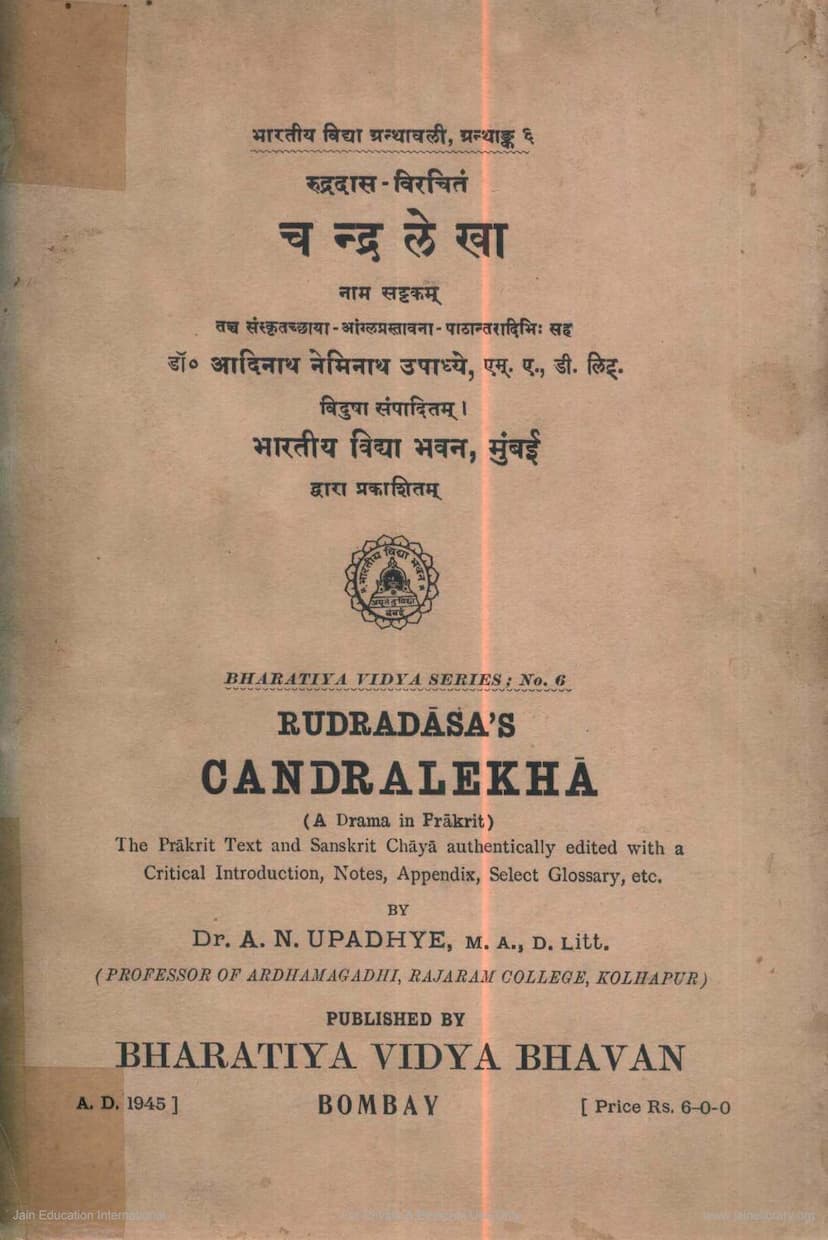 भारतीय विद्या ग्रन्थावली, ग्रन्थाङ्क ६
रुद्रदास - विरचितं
च न्द्र ले खा
नाम सट्टकम्
तच्च संस्कृतच्छाया - आंग्लप्रस्तावना - पाठान्तरादिभिः सह
डॉ० आदिनाथ नेमिनाथ उपाध्ये, एम्. ए., डी. लिट्.
विदुषा संपादितम् ।
भारतीय विद्या भवन, मुंबई
द्वारा प्रकाशितम्
भारतीय विद्या भवन
अमृतं तु विद्या
बंबई
BHARATIYA VIDYA SERIES ; No. 6
RUDRADĀSA'S
CANDRALEKHĀ
(A Drama in Prākrit)
The Prākrit Text and Sanskrit Chāyā authentically edited with a
Critical Introduction, Notes, Appendix, Select Glossary, etc.
BY
Dr. A. N. UPADHYE, M. A., D. Litt.
(PROFESSOR OF ARDHAMAGADHI, RAJARAM COLLEGE, KOLHAPUR)
PUBLISHED BY
BHARATIYA VIDYA BHAVAN
A. D. 1945 ] BOMBAY [ Price Rs. 6-0-0
Jain Education International www.jainelibrary.org